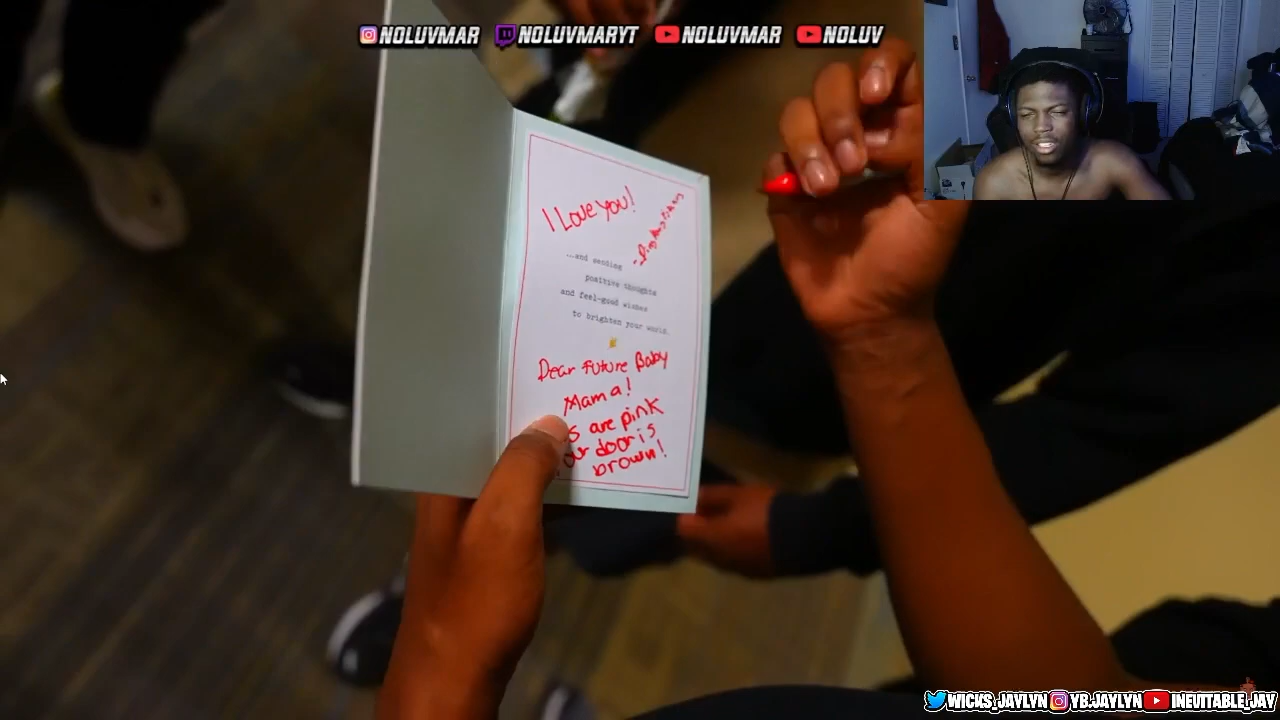 NOLUVMAR NOLUVMARYT NOLUVMAR NOLUV
I Love You!
...and sending
positive thoughts
and feel-good wishes
to brighten your world.
Dear Future Baby
Mama!
are pink
door is
brown!
WICKS_JAYLYN YB.JAYLYN INEVITABLE_JAY